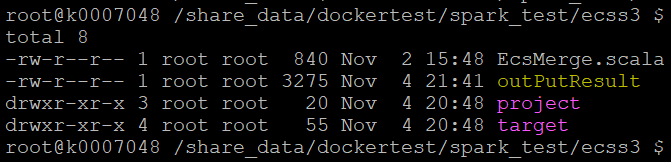 root@k0007048 /share_data/dockertest/spark_test/ecss3 $
total 8
-rw-r--r-- 1 root root  840 Nov  2 15:48 EcsMerge.scala
-rw-r--r-- 1 root root 3275 Nov  4 21:41 outPutResult
drwxr-xr-x 3 root root   20 Nov  4 20:48 project
drwxr-xr-x 4 root root   55 Nov  4 20:48 target
root@k0007048 /share_data/dockertest/spark_test/ecss3 $